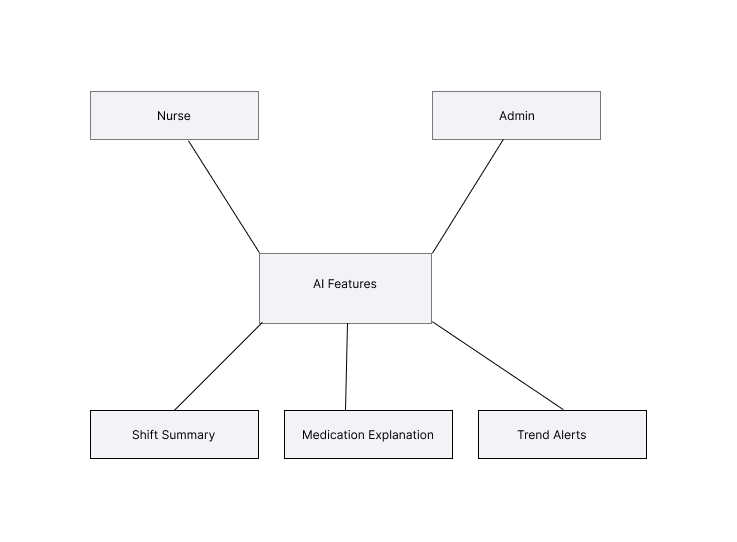 Nurse
Admin
AI Features
Shift Summary
Medication Explanation
Trend Alerts